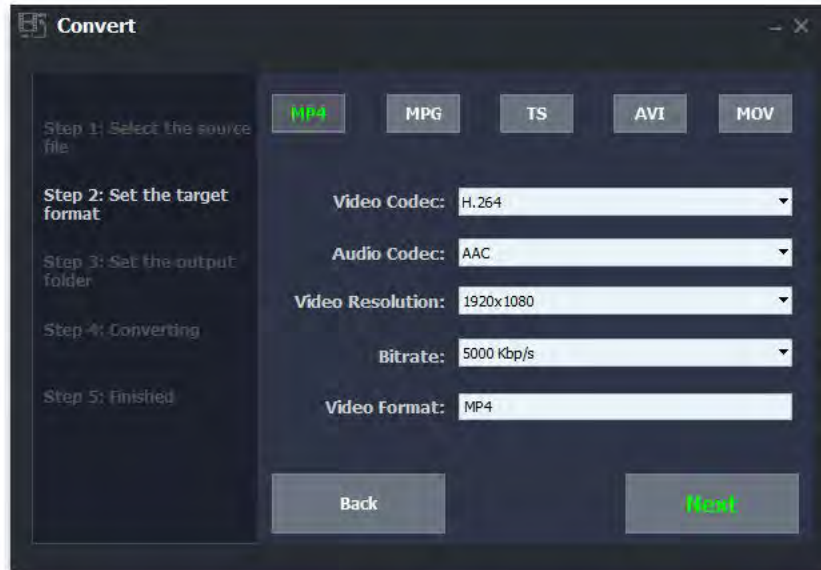 Convert
Step 1: Select the source
file
Step 2: Set the target
format
Step 3: Set the output
folder
Step 4: Converting
Step 5: Finished
MP4 MPG TS AVI MOV
Video Codec: H.264
Audio Codec: AAC
Video Resolution: 1920x1080
Bitrate: 5000 Kbp/s
Video Format: MP4
Back Next